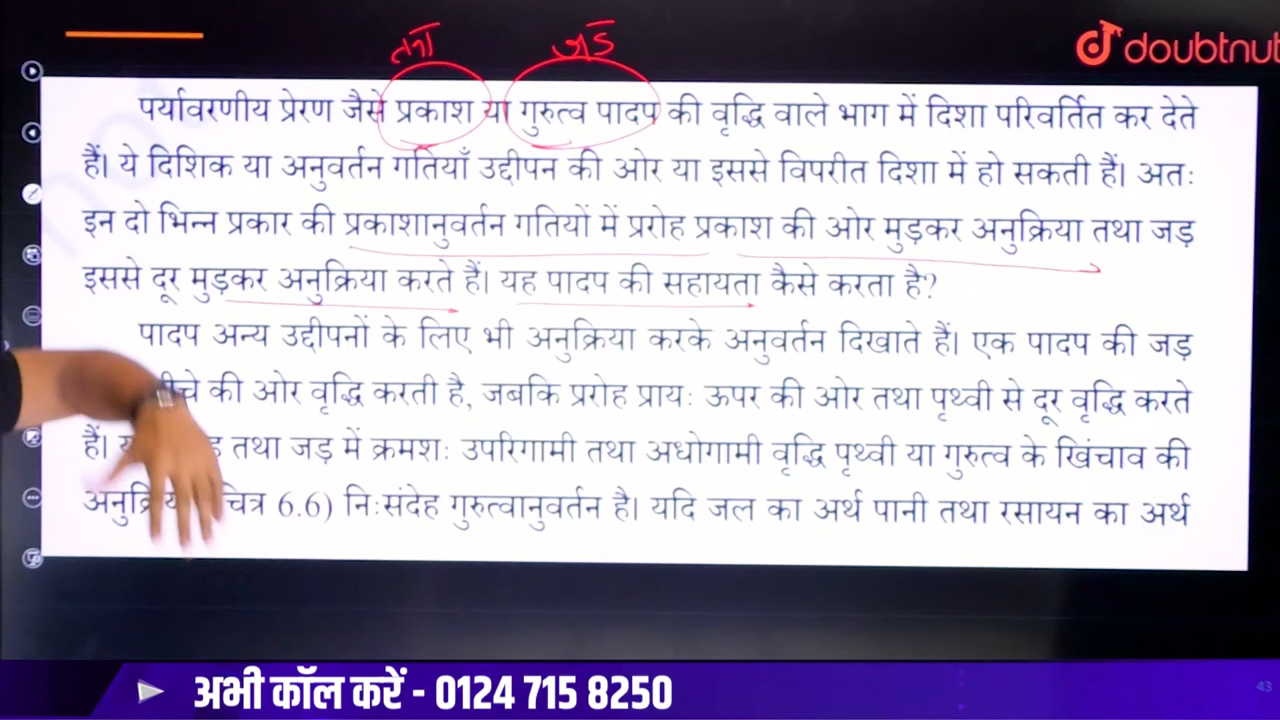 तना जड
doubtnut
पर्यावरणीय प्रेरण जैसे प्रकाश या गुरुत्व पादप की वृद्धि वाले भाग में दिशा परिवर्तित कर देते
हैं। ये दिशिक या अनुवर्तन गतियाँ उद्दीपन की ओर या इससे विपरीत दिशा में हो सकती हैं। अतः
इन दो भिन्न प्रकार की प्रकाशानुवर्तन गतियों में प्ररोह प्रकाश की ओर मुड़कर अनुक्रिया तथा जड़
इससे दूर मुड़कर अनुक्रिया करते हैं। यह पादप की सहायता कैसे करता है?
पादप अन्य उद्दीपनों के लिए भी अनुक्रिया करके अनुवर्तन दिखाते हैं। एक पादप की जड़
की ओर वृद्धि करती है, जबकि प्ररोह प्रायः ऊपर की ओर तथा पृथ्वी से दूर वृद्धि करते
हैं। तथा जड़ में क्रमशः उपरिगामी तथा अधोगामी वृद्धि पृथ्वी या गुरुत्व के खिंचाव की
चित्र 6.6) निःसंदेह गुरुत्वानुवर्तन है। यदि जल का अर्थ पानी तथा रसायन का अर्थ
अभी कॉल करें - 0124 715 8250
43